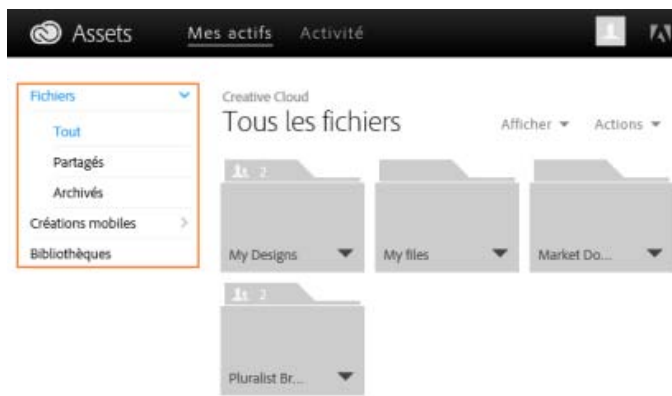 Assets Mes actifs Activité
Fichiers
Tout
Partagés
Archivés
Créations mobiles
Bibliothèques
Creative Cloud
Tous les fichiers
Afficher Actions
2
My Designs My files Market Do...
2
Pluralist Br...